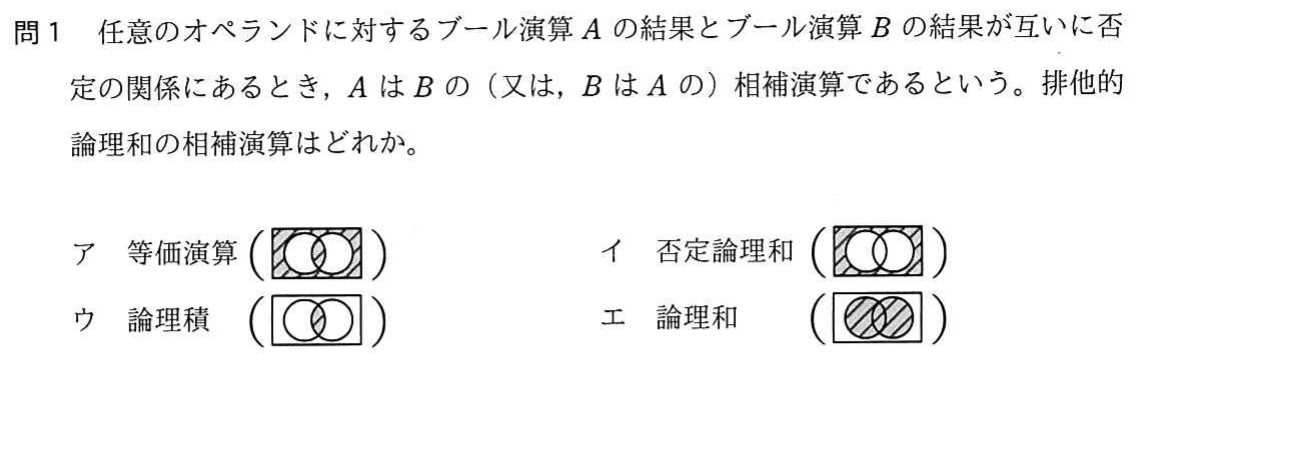 問1 任意のオペランドに対するブール演算 A の結果とブール演算 B の結果が互いに否
定の関係にあるとき，A は B の（又は，B は A の）相補演算であるという。排他的
論理和の相補演算はどれか。
ア 等価演算 ( ) イ 否定論理和 ( )
ウ 論理積 ( ) エ 論理和 ( )